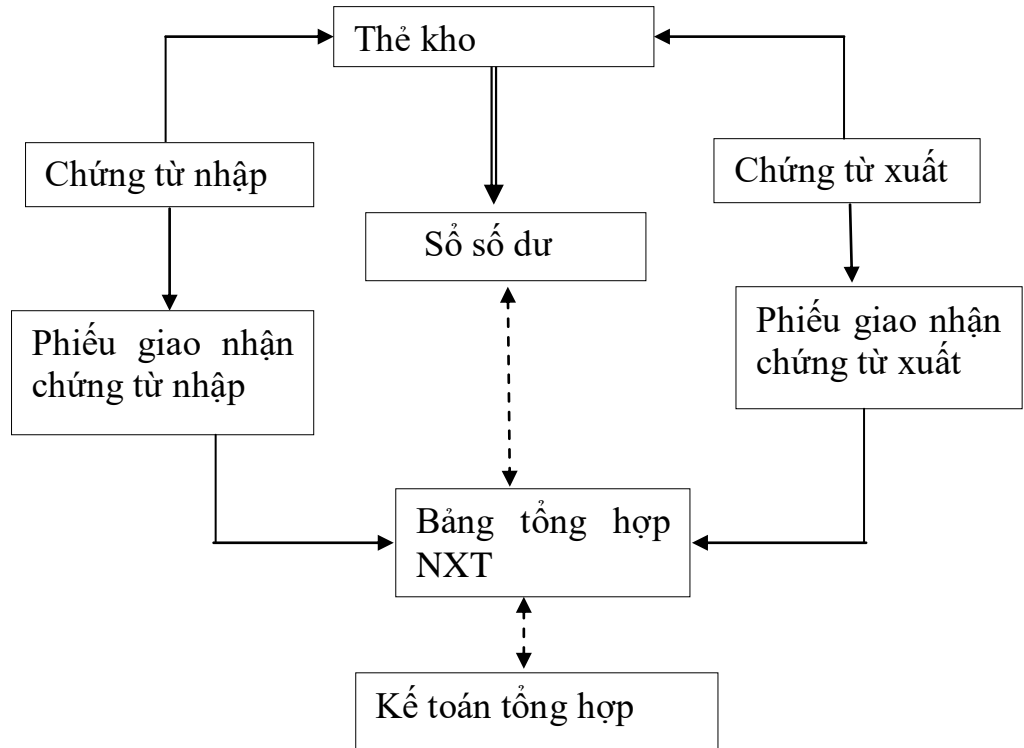 Thẻ kho
Chứng từ nhập
Chứng từ xuất
Sổ số dư
Phiếu giao nhận
chứng từ nhập
Phiếu giao nhận
chứng từ xuất
Bảng tổng hợp
NXT
Kế toán tổng hợp